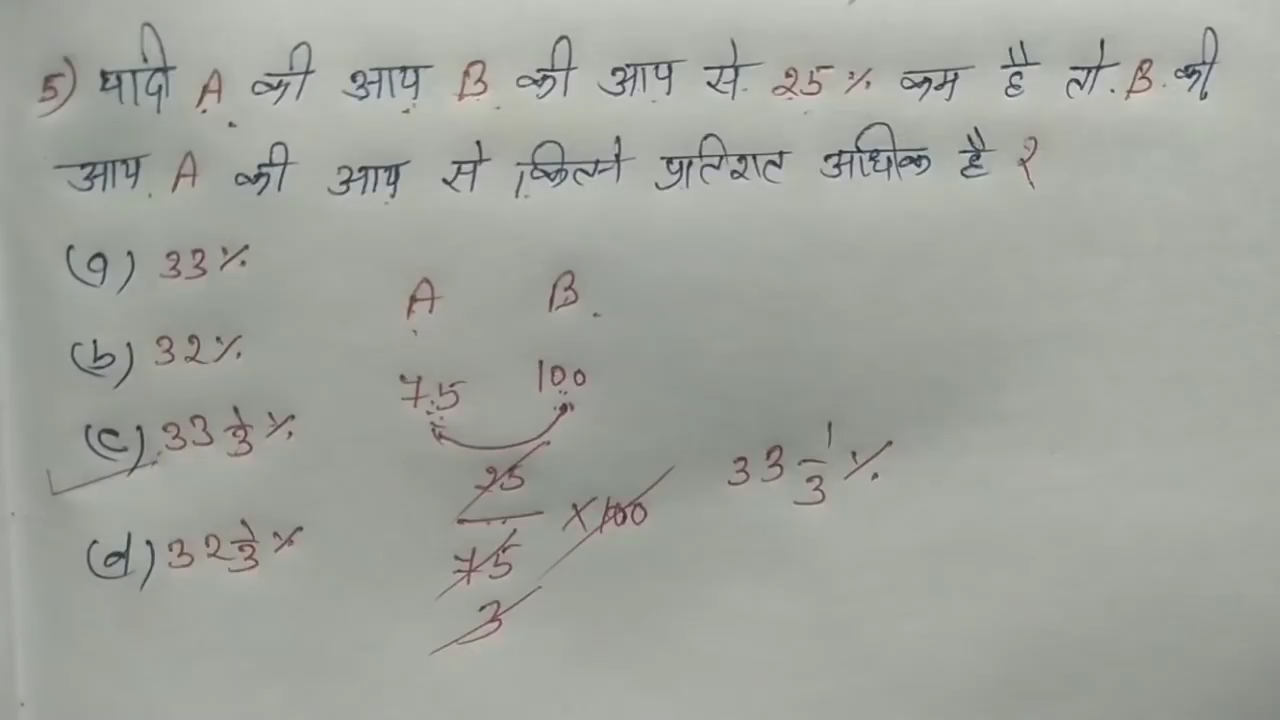 5) यदि A की आय B की आय से 25% कम है तो B की
आय A की आय से कितने प्रतिशत अधिक है ?
(a) 33%
(b) 32%
(c) 33 1/3 %
(d) 32 1/3 %
A B
75 100
25
75
3
×100
33 1/3 %